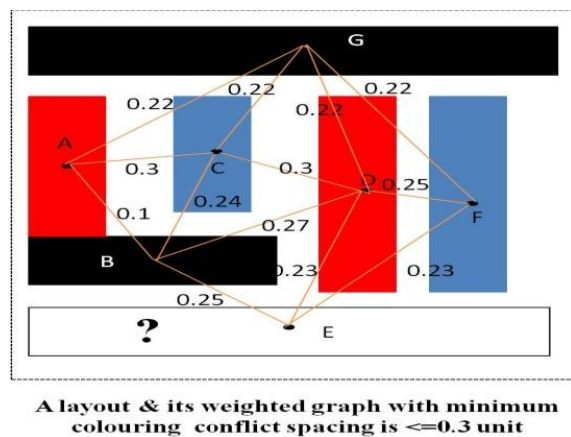 G
0.22
0.22
0.22
0.22
A
0.3
C
0.3
D
0.25
0.24
0.1
F
0.27
B
0.23
0.23
0.25
?
E
A layout & its weighted graph with minimum
colouring conflict spacing is <=0.3 unit